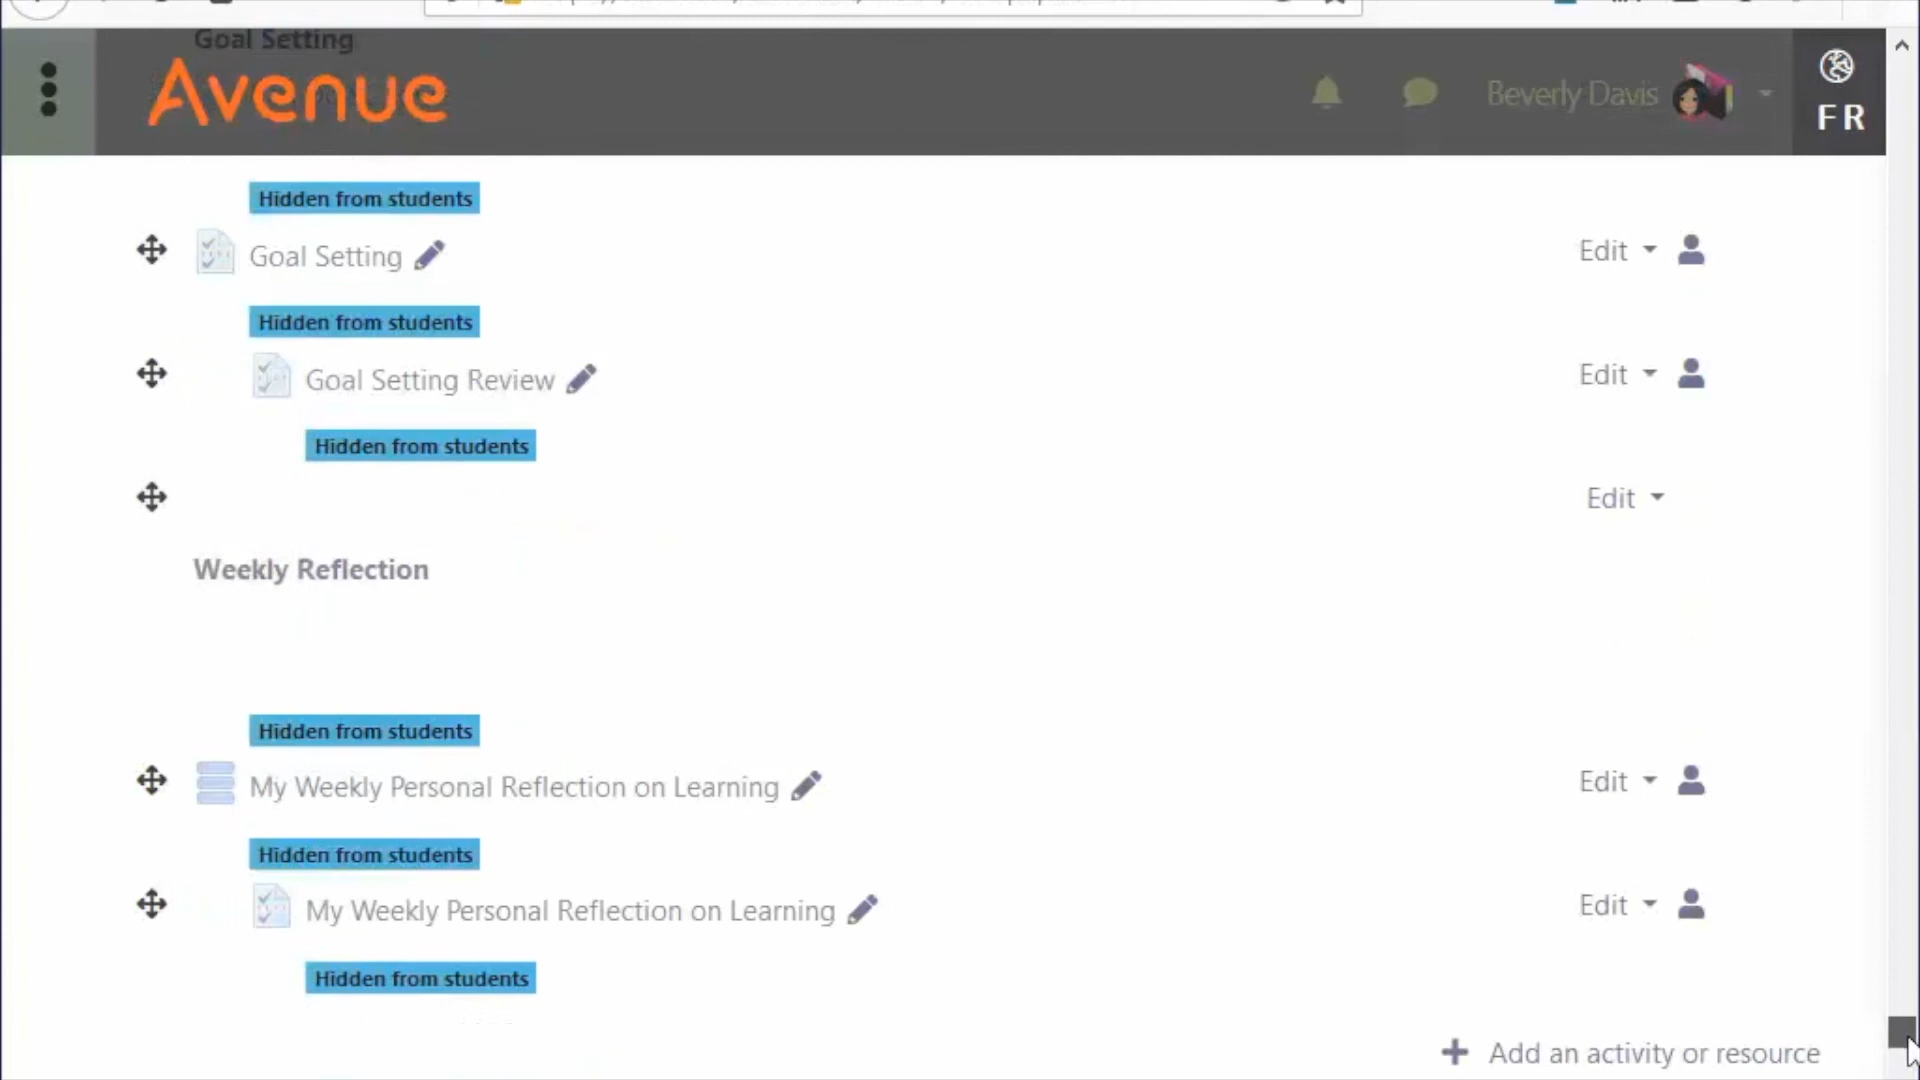 Goal Setting
Avenue
Beverly Davis
FR
Hidden from students
Goal Setting
Edit
Hidden from students
Goal Setting Review
Edit
Hidden from students
Edit
Weekly Reflection
Hidden from students
My Weekly Personal Reflection on Learning
Edit
Hidden from students
My Weekly Personal Reflection on Learning
Edit
Hidden from students
Add an activity or resource